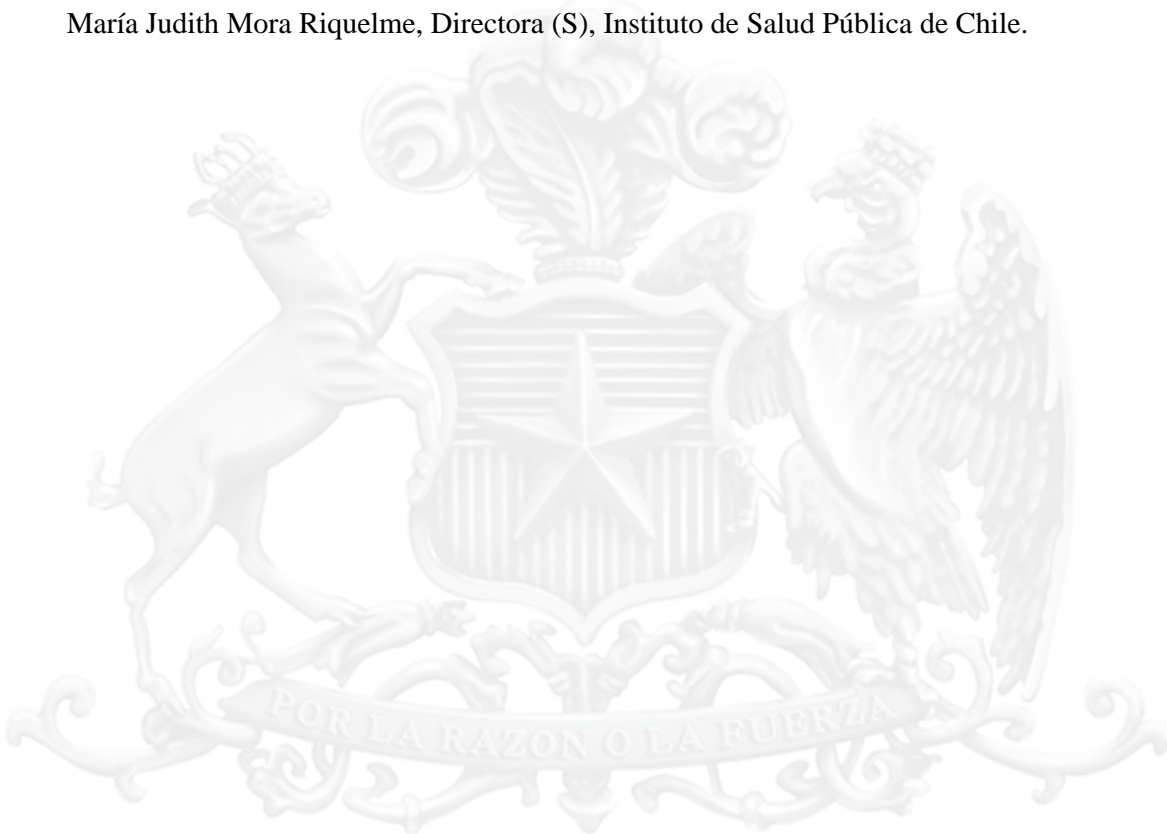 María Judith Mora Riquelme, Directora (S), Instituto de Salud Pública de Chile.
POR LA RAZON O LA FUERZA